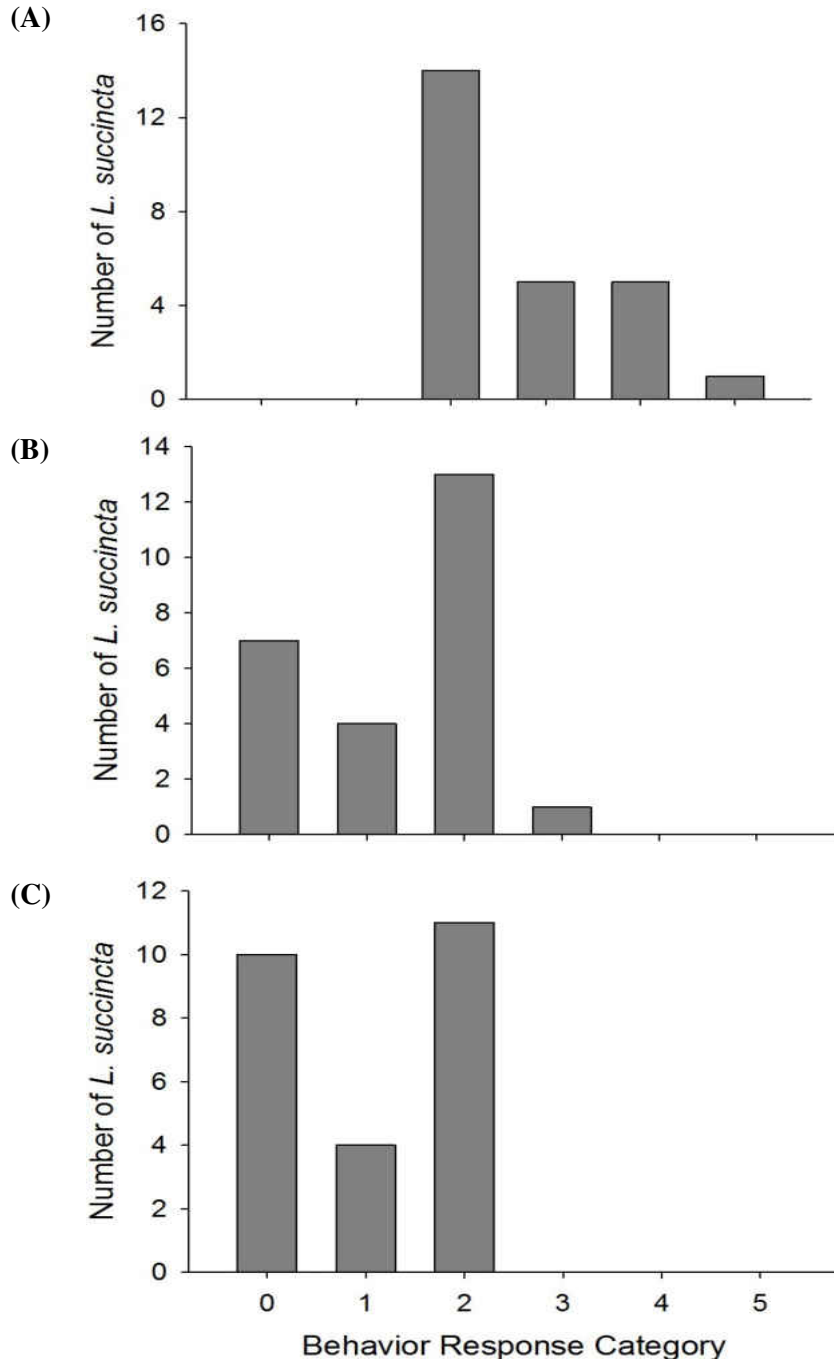 (A)
Number of L. succincta
16
12
8
4
0
(B)
Number of L. succincta
14
12
10
8
6
4
2
0
(C)
Number of L. succincta
12
10
8
6
4
2
0
0 1 2 3 4 5
Behavior Response Category